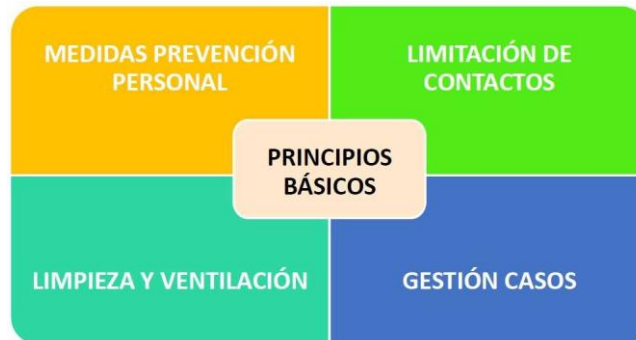 MEDIDAS PREVENCIÓN
PERSONAL
LIMITACIÓN DE
CONTACTOS
PRINCIPIOS
BÁSICOS
LIMPIEZA Y VENTILACIÓN
GESTIÓN CASOS